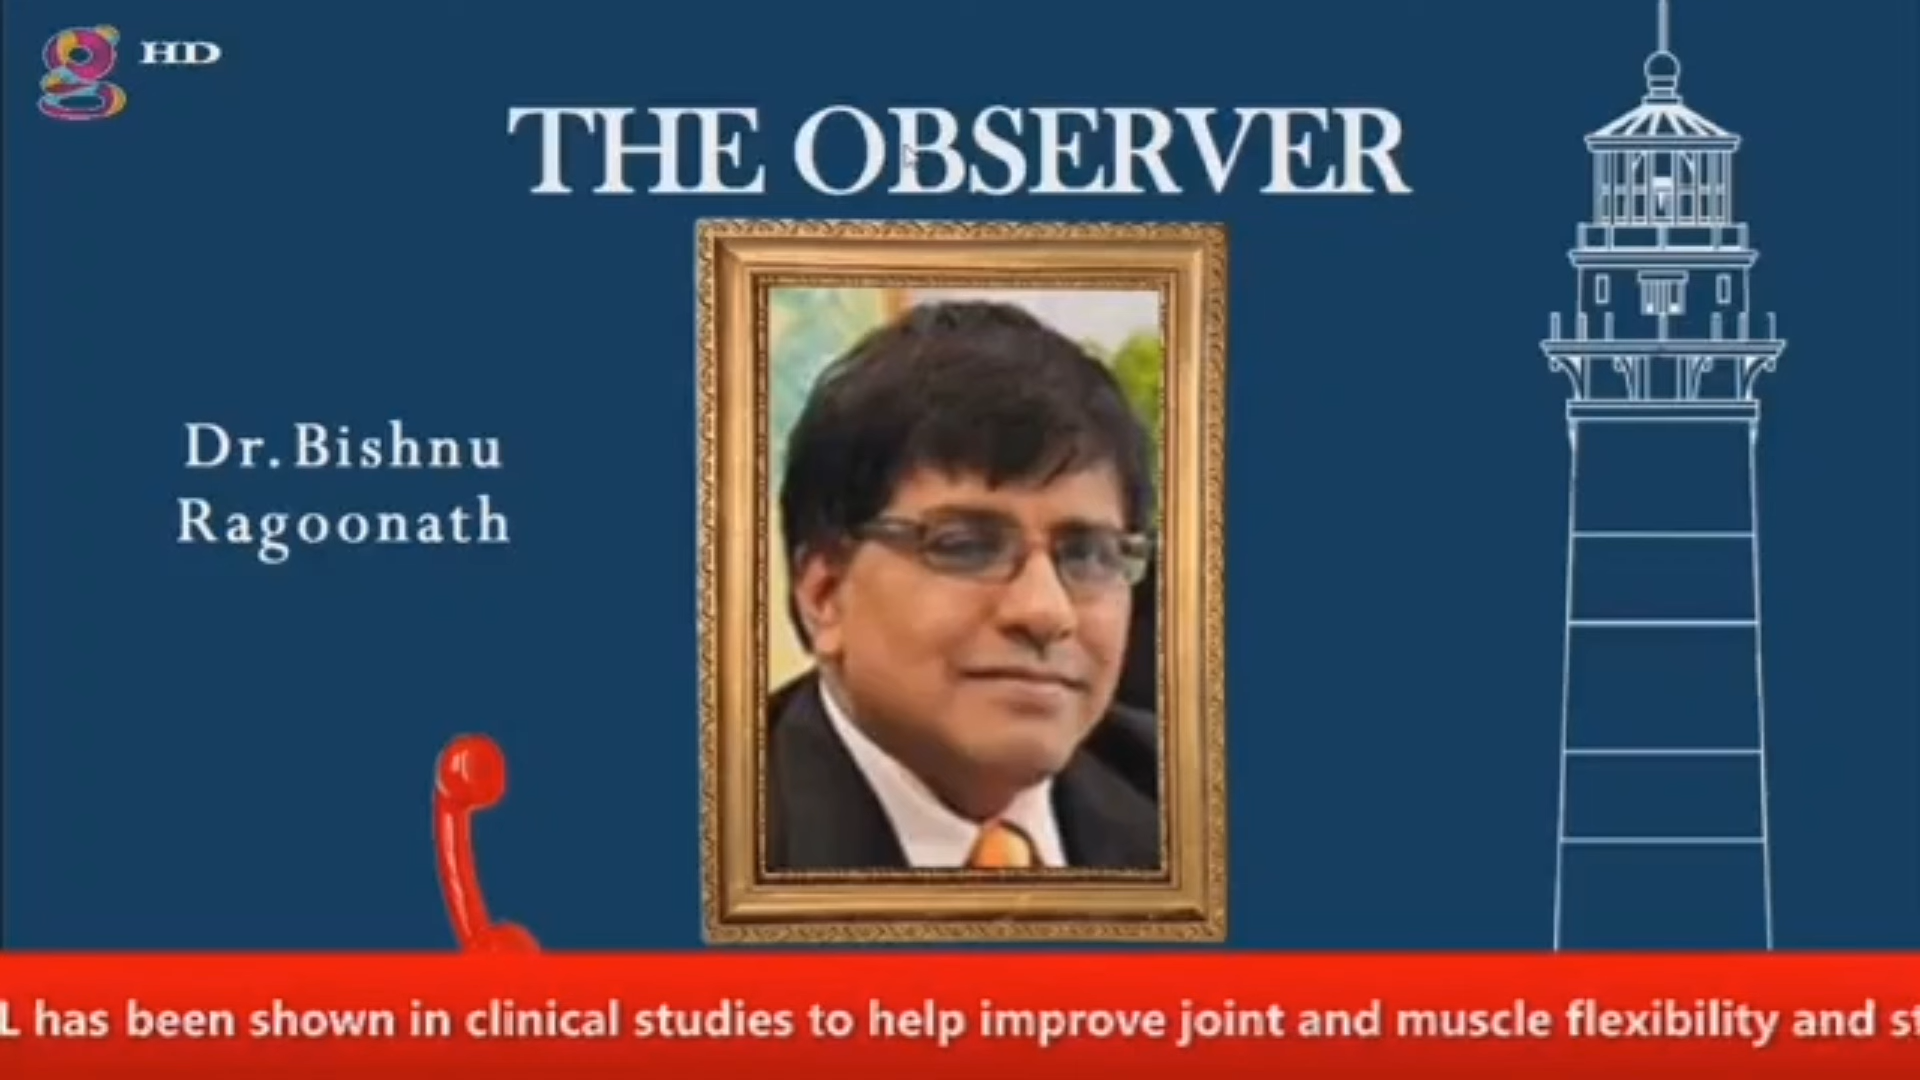 HD
THE OBSERVER
Dr.Bishnu
Ragoonath
L has been shown in clinical studies to help improve joint and muscle flexibility and st